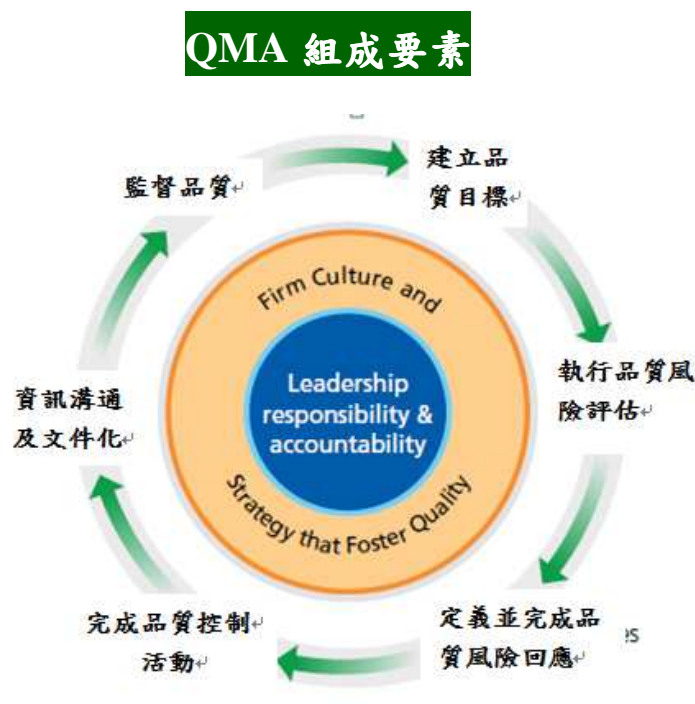 QMA 組成要素
監督品質
建立品
質目標
Firm Culture and
執行品質風
險評估
Leadership
responsibility &
accountability
資訊溝通
及文件化
Strategy that Foster Quality
完成品質控制
活動
定義並完成品
質風險回應
es